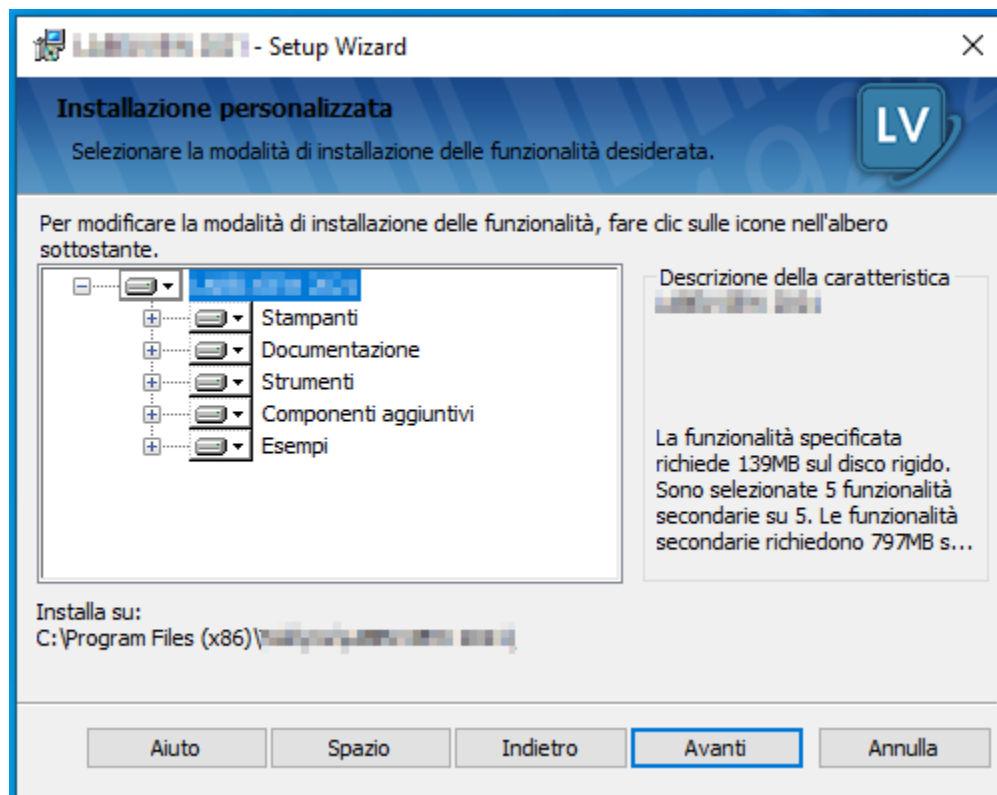 - Setup Wizard
Installazione personalizzata
Selezionare la modalità di installazione delle funzionalità desiderata.
LV
Per modificare la modalità di installazione delle funzionalità, fare clic sulle icone nell'albero
sottostante.
Stampanti
Documentazione
Strumenti
Componenti aggiuntivi
Esempi
Descrizione della caratteristica
La funzionalità specificata
richiede 139MB sul disco rigido.
Sono selezionate 5 funzionalità
secondarie su 5. Le funzionalità
secondarie richiedono 797MB s...
Installa su:
C:\Program Files (x86)\
Aiuto
Spazio
Indietro
Avanti
Annulla